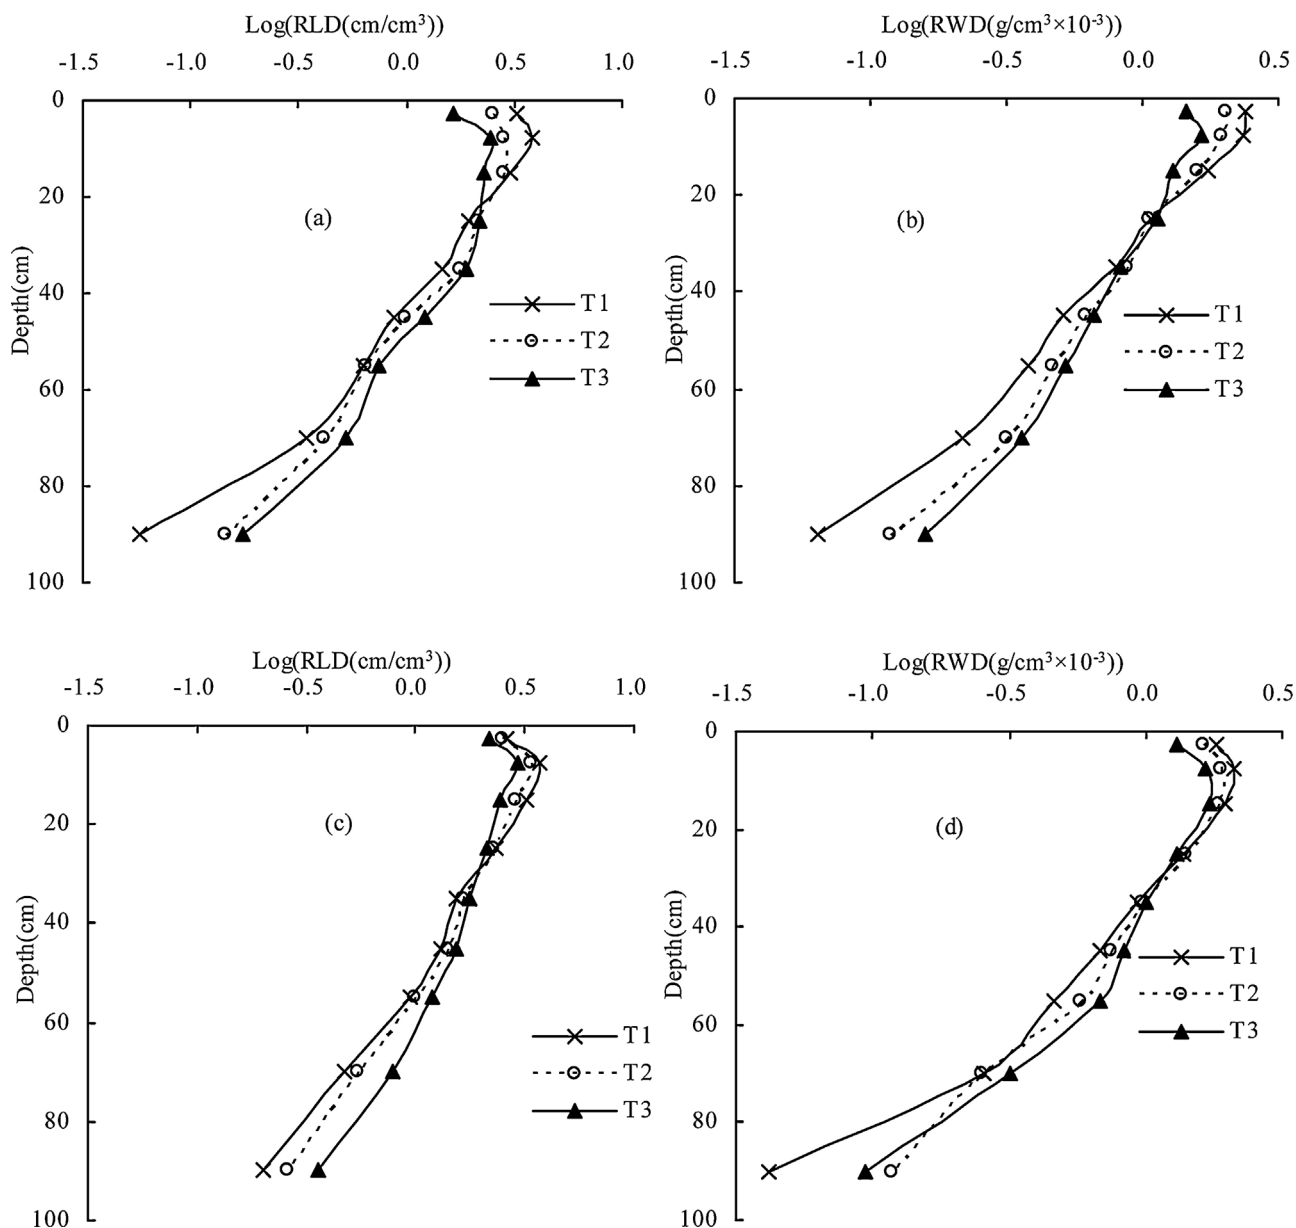 Log(RLD(cm/cm³))
-1.5 -1.0 -0.5 0.0 0.5 1.0
0
20
40
60
80
100
Depth(cm)
(a)
T1
T2
T3
Log(RWD(g/cm³×10⁻³))
-1.5 -1.0 -0.5 0.0 0.5
0
20
40
60
80
100
Depth(cm)
(b)
T1
T2
T3
Log(RLD(cm/cm³))
-1.5 -1.0 -0.5 0.0 0.5 1.0
0
20
40
60
80
100
Depth(cm)
(c)
T1
T2
T3
Log(RWD(g/cm³×10⁻³))
-1.5 -1.0 -0.5 0.0 0.5
0
20
40
60
80
100
Depth(cm)
(d)
T1
T2
T3